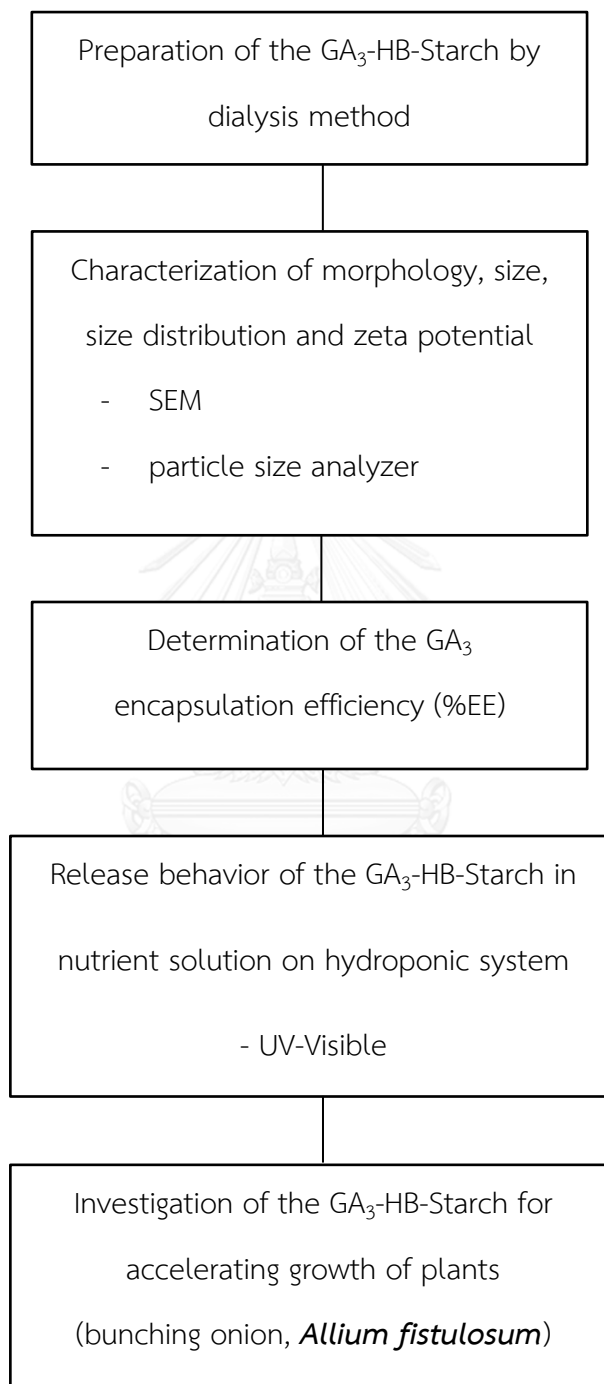 Preparation of the GA₃-HB-Starch by
dialysis method
Characterization of morphology, size,
size distribution and zeta potential
- SEM
- particle size analyzer
Determination of the GA₃
encapsulation efficiency (%EE)
Release behavior of the GA₃-HB-Starch in
nutrient solution on hydroponic system
- UV-Visible
Investigation of the GA₃-HB-Starch for
accelerating growth of plants
(bunching onion, Allium fistulosum)